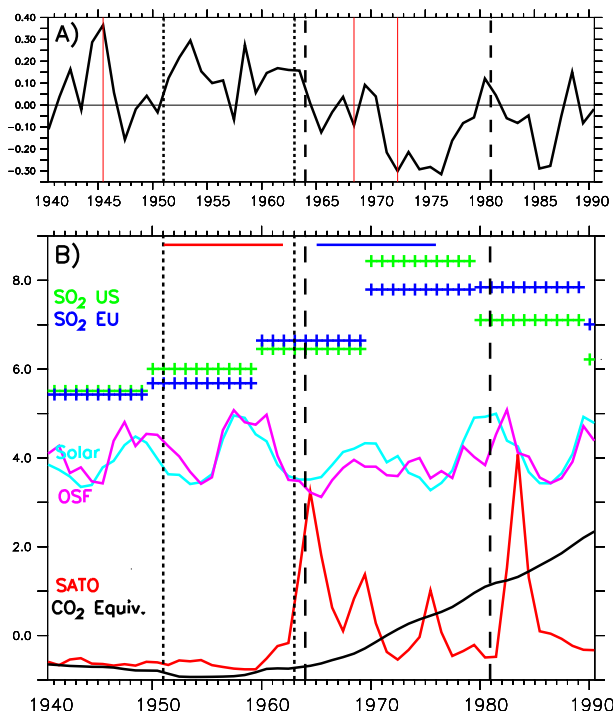 A)
0.40
0.30
0.20
0.10
0.00
-0.10
-0.20
-0.30
1940 1945 1950 1955 1960 1965 1970 1975 1980 1985 1990
B)
8.0
6.0
4.0
2.0
0.0
SO2 US
SO2 EU
Solar
OSF
SATO
CO2 Equiv.
1940 1950 1960 1970 1980 1990